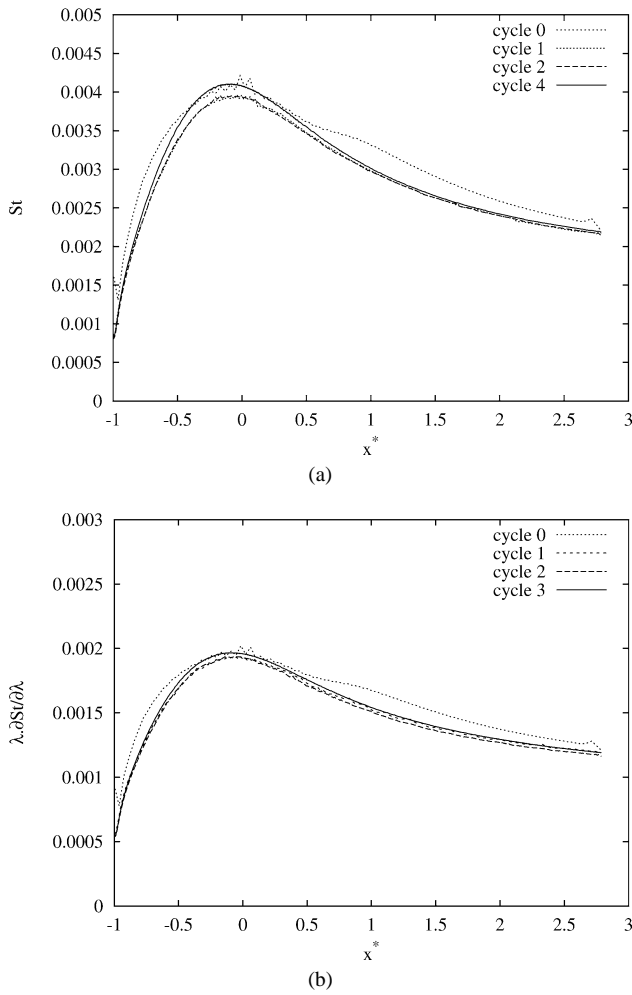 0.005
0.0045
0.004
0.0035
0.003
0.0025
0.002
0.0015
0.001
0.0005
0
St
cycle 0
cycle 1
cycle 2
cycle 4
-1 -0.5 0 0.5 1 1.5 2 2.5 3
x*
(a)
0.003
0.0025
0.002
0.0015
0.001
0.0005
0
λ.∂St/∂λ
cycle 0
cycle 1
cycle 2
cycle 3
-1 -0.5 0 0.5 1 1.5 2 2.5 3
x*
(b)